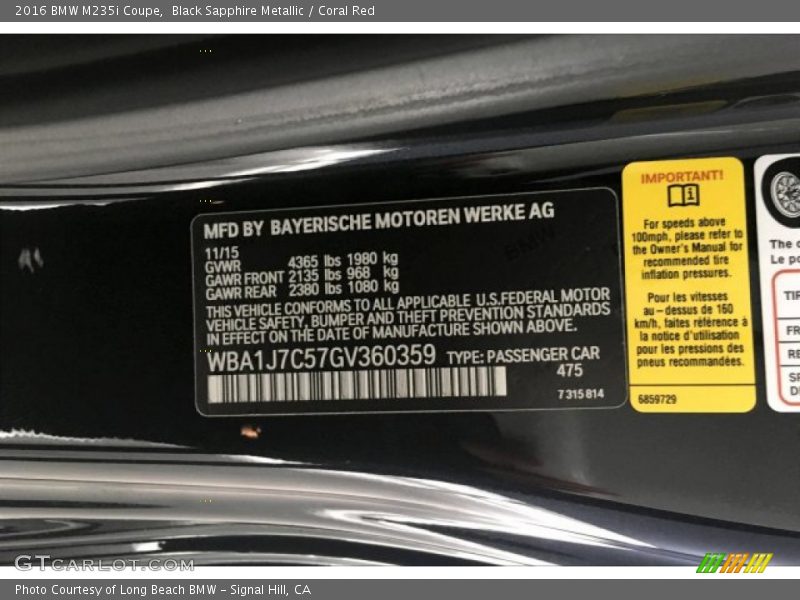 2016 BMW M235i Coupe,  Black Sapphire Metallic / Coral Red
MFD BY BAYERISCHE MOTOREN WERKE AG
11/15
GVWR 4365 lbs 1980 kg
GAWR FRONT 2135 lbs 968 kg
GAWR REAR 2380 lbs 1080 kg
THIS VEHICLE CONFORMS TO ALL APPLICABLE U.S.FEDERAL MOTOR
VEHICLE SAFETY, BUMPER AND THEFT PREVENTION STANDARDS
IN EFFECT ON THE DATE OF MANUFACTURE SHOWN ABOVE.
WBA1J7C57GV360359 TYPE: PASSENGER CAR
475
7 315 814
IMPORTANT!
For speeds above
100mph, please refer to
the Owner's Manual for
recommended tire
inflation pressures.
Pour les vitesses
au-dessus de 160
km/h, faites référence à
la notice d'utilisation
pour les pressions des
pneus recommandées.
6859729
The
Le
GTCARLOT.COM
Photo Courtesy of Long Beach BMW - Signal Hill, CA